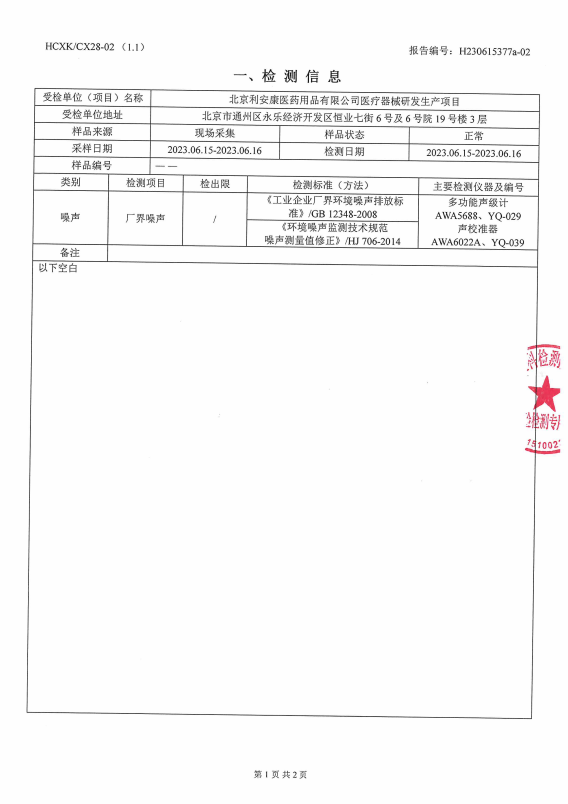 HCXK/CX28-02 （1.1）
报告编号：H230615377a-02
一、检 测 信 息
受检单位（项目）名称 北京利安康医药用品有限公司医疗器械研发生产项目
受检单位地址 北京市通州区永乐经济开发区恒业七街 6 号及 6 号院 19 号楼 3 层
样品来源 现场采集 样品状态 正常
采样日期 2023.06.15-2023.06.16 检测日期 2023.06.15-2023.06.16
样品编号 — —
类别 检测项目 检出限 检测标准（方法） 主要检测仪器及编号
噪声 厂界噪声 /
《工业企业厂界环境噪声排放标
准》/GB 12348-2008
《环境噪声监测技术规范
噪声测量值修正》/HJ 706-2014
多功能声级计
AWA5688、YQ-029
声校准器
AWA6022A、YQ-039
备注
以下空白
检测
检测专用
第 1 页 共 2 页